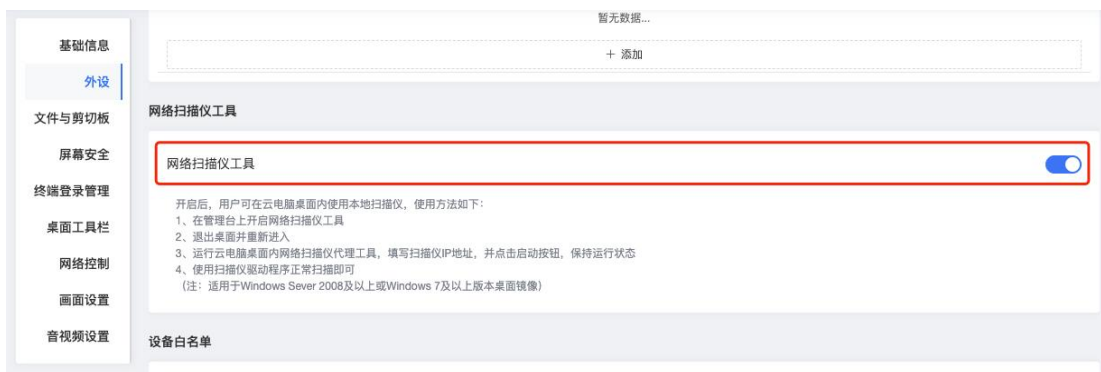 暂无数据...
基础信息
+ 添加
外设
文件与剪切板
网络扫描仪工具
屏幕安全
网络扫描仪工具
终端登录管理
开启后，用户可在云电脑桌面内使用本地扫描仪，使用方法如下：
1、在管理台上开启网络扫描仪工具
桌面工具栏
2、退出桌面并重新进入
3、运行云电脑桌面内网络扫描仪代理工具，填写扫描仪IP地址，并点击启动按钮，保持运行状态
网络控制
4、使用扫描仪驱动程序正常扫描即可
（注：适用于Windows Sever 2008及以上或Windows 7及以上版本桌面镜像）
画面设置
音视频设置
设备白名单